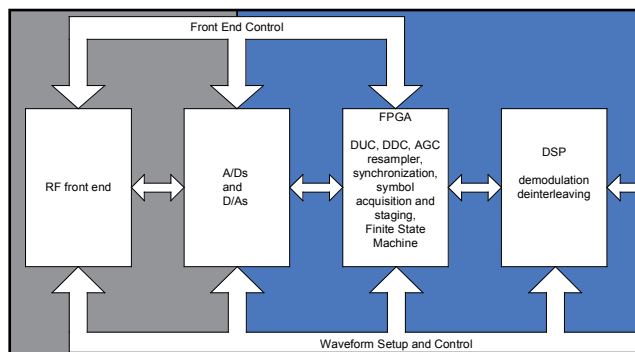 Front End Control
RF front end
A/Ds
and
D/As
FPGA
DUC, DDC, AGC
resampler,
synchronization,
symbol
acquisition and
staging,
Finite State
Machine
DSP
demodulation
deinterleaving
Waveform Setup and Control